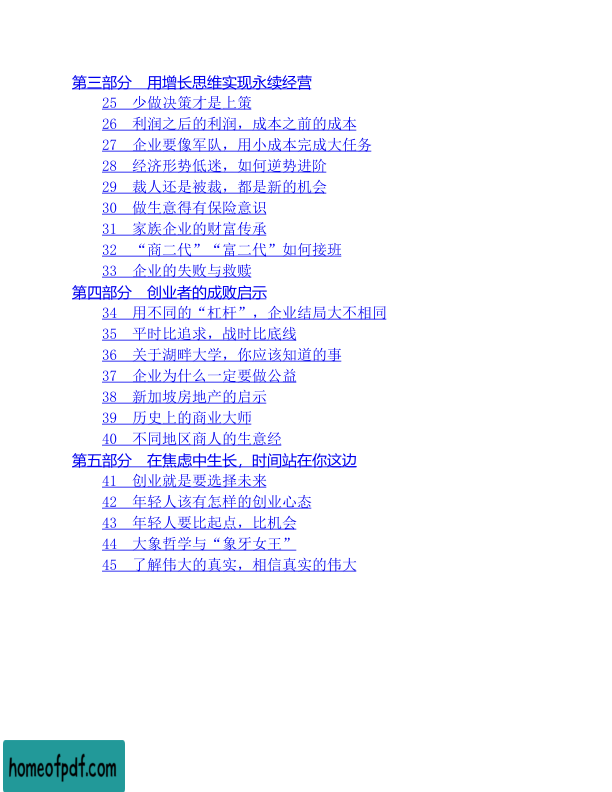 第三部分　用增长思维实现永续经营
25　少做决策才是上策
26　利润之后的利润，成本之前的成本
27　企业要像军队，用小成本完成大任务
28　经济形势低迷，如何逆势进阶
29　裁人还是被裁，都是新的机会
30　做生意得有保险意识
31　家族企业的财富传承
32　“商二代”“富二代”如何接班
33　企业的失败与救赎
第四部分　创业者的成败启示
34　用不同的“杠杆”，企业结局大不相同
35　平时比追求，战时比底线
36　关于湖畔大学，你应该知道的事
37　企业为什么一定要做公益
38　新加坡房地产的启示
39　历史上的商业大师
40　不同地区商人的生意经
第五部分　在焦虑中生长，时间站在你这边
41　创业就是要选择未来
42　年轻人该有怎样的创业心态
43　年轻人要比起点，比机会
44　大象哲学与“象牙女王”
45　了解伟大的真实，相信真实的伟大
homeofpdf.com